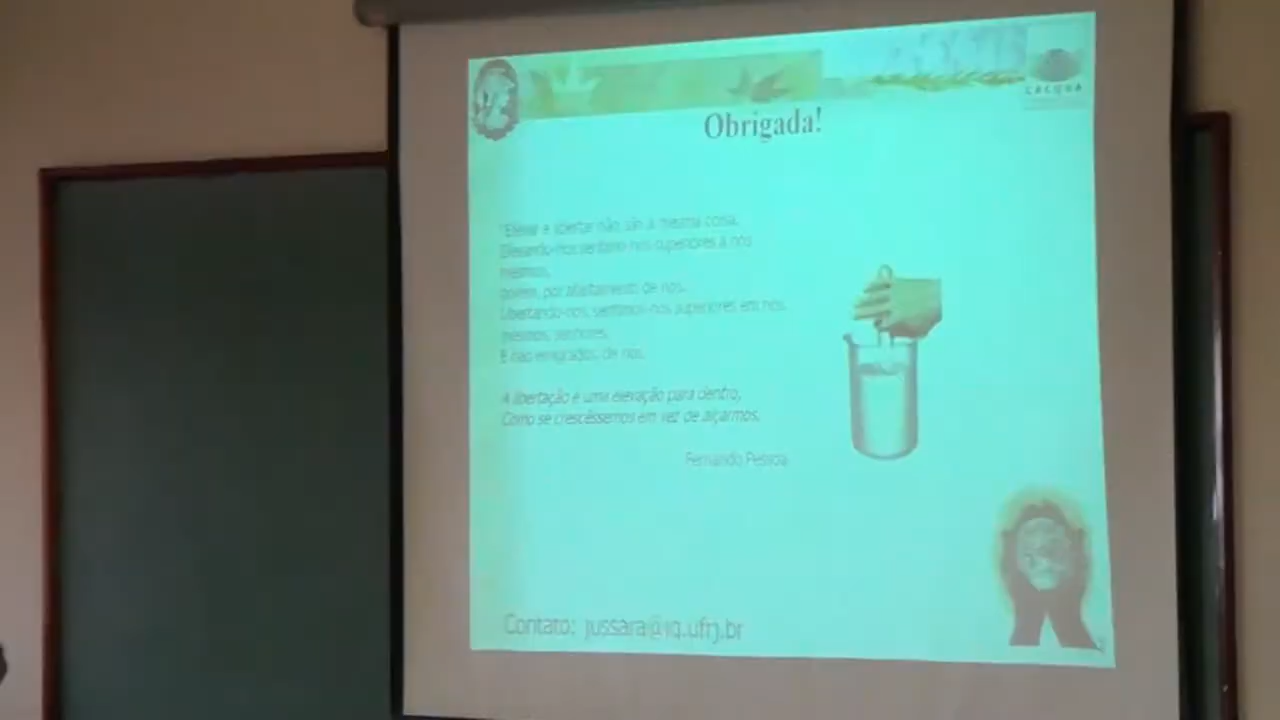 LACQUA
Obrigada!
"Elevar e libertar não são a mesma coisa.
Elevando-nos sentimo-nos superiores a nós
mesmos,
porém, por afastamento de nós.
Libertando-nos, sentimo-nos superiores em nós
mesmos, senhores,
E não emigrados, de nós.
A libertação é uma elevação para dentro,
Como se crescêssemos em vez de alçarmos.
Fernando Pessoa
Contato: jussara@iq.ufrj.br